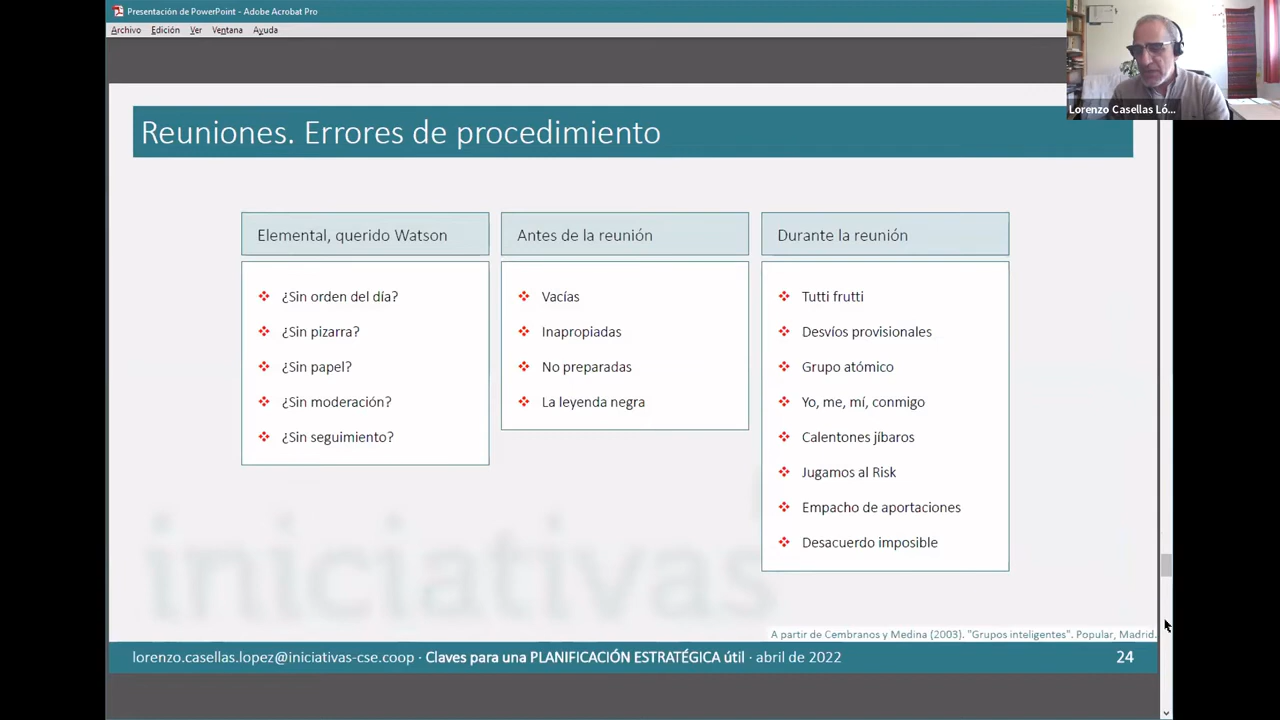 Presentación de PowerPoint - Adobe Acrobat Pro
Archivo Edición Ver Ventana Ayuda
Lorenzo Casellas Ló...
Reuniones. Errores de procedimiento
Elemental, querido Watson
¿Sin orden del día?
¿Sin pizarra?
¿Sin papel?
¿Sin moderación?
¿Sin seguimiento?
Antes de la reunión
Vacías
Inapropiadas
No preparadas
La leyenda negra
Durante la reunión
Tutti frutti
Desvíos provisionales
Grupo atómico
Yo, me, mí, conmigo
Calentones jíbaros
Jugamos al Risk
Empacho de aportaciones
Desacuerdo imposible
iniciativas
A partir de Cembranos y Medina (2003). "Grupos inteligentes". Popular, Madrid.
lorenzo.casellas.lopez@iniciativas-cse.coop · Claves para una PLANIFICACIÓN ESTRATÉGICA útil · abril de 2022
24